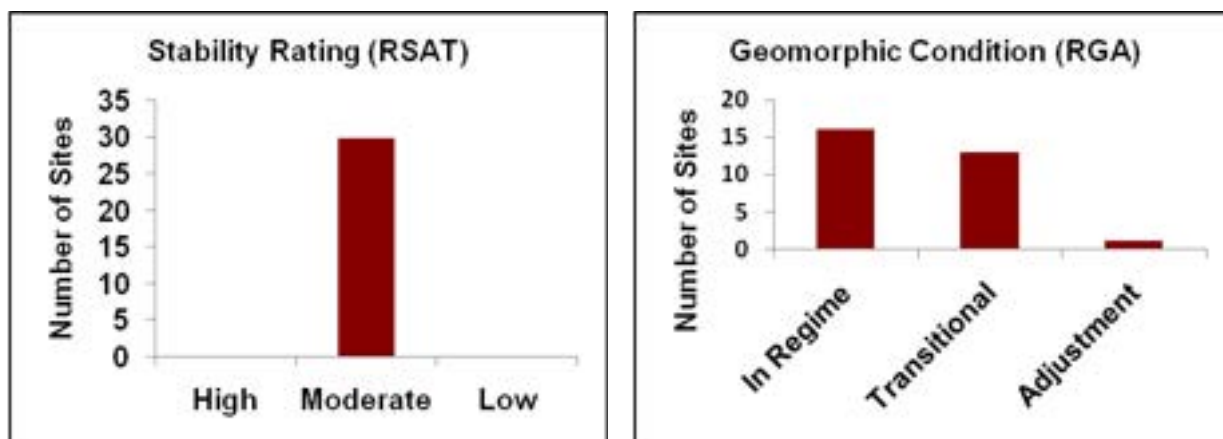 Stability Rating (RSAT)
Number of Sites
35
30
25
20
15
10
5
0
High Moderate Low
Geomorphic Condition (RGA)
Number of Sites
20
15
10
5
0
In Regime
Transitional
Adjustment